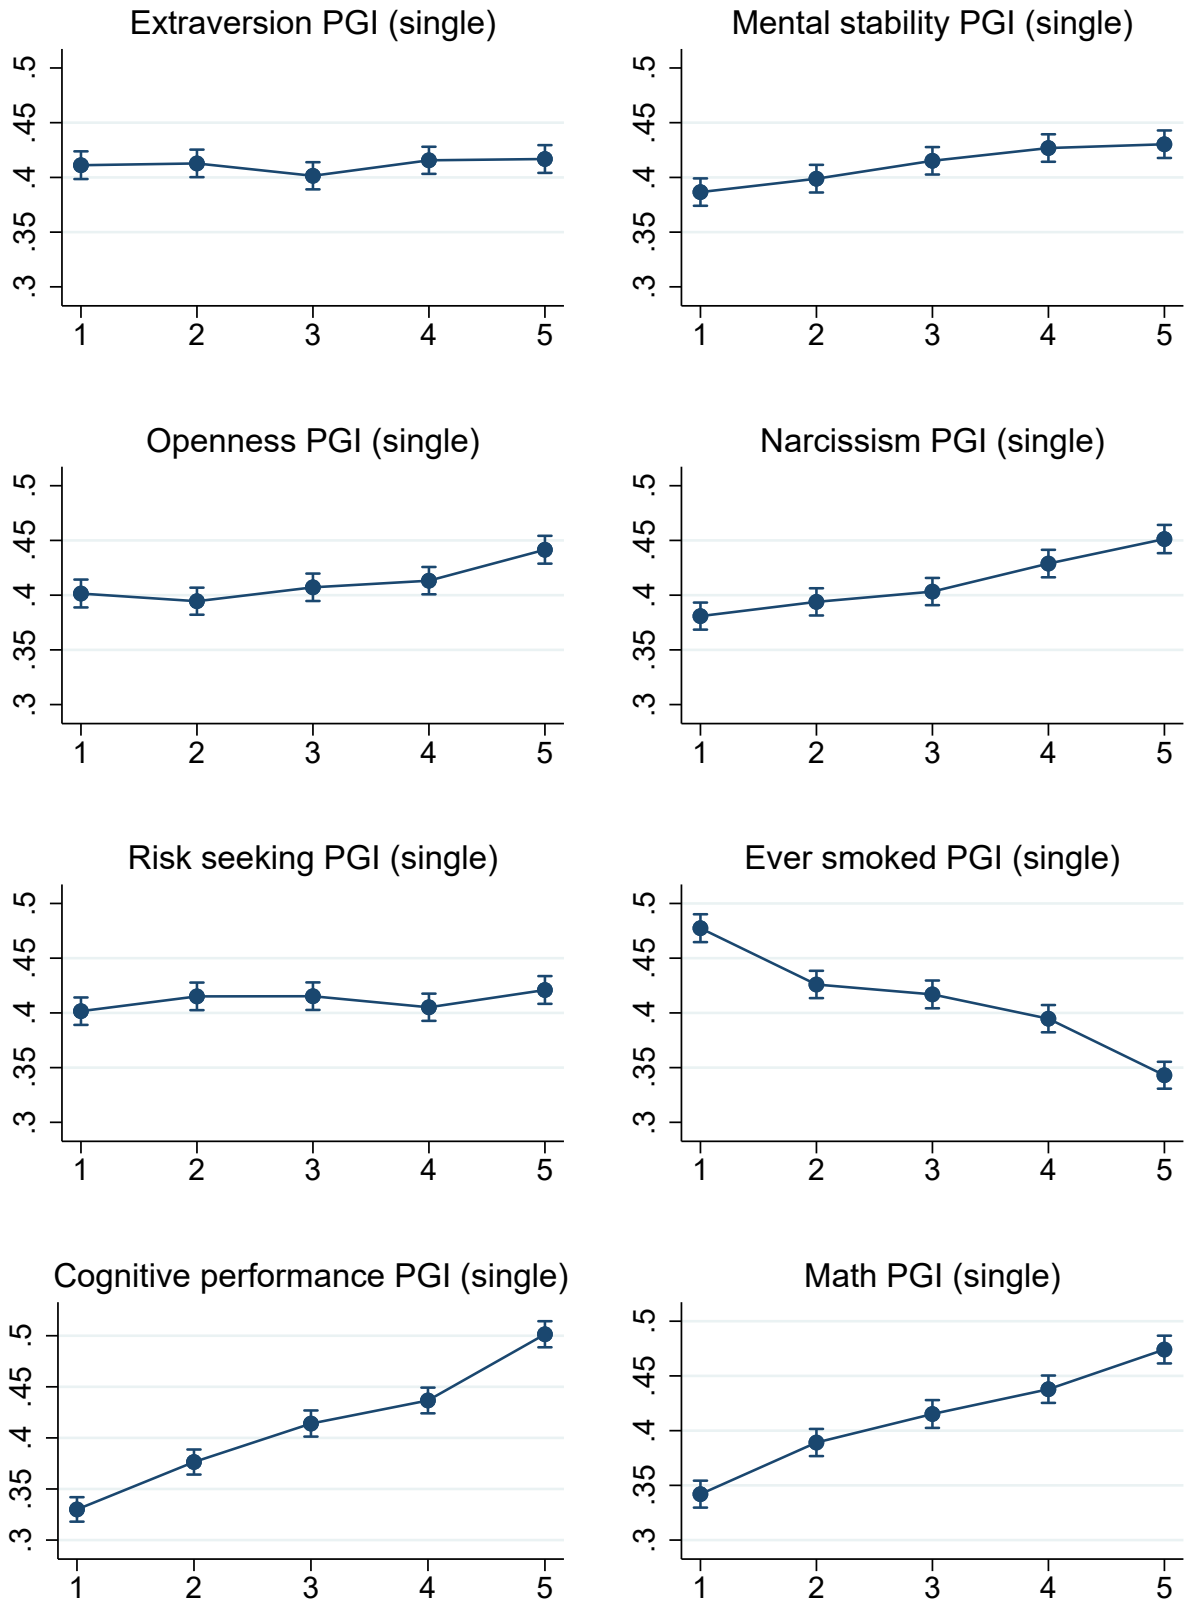 Extraversion PGI (single)
.5
.45
.4
.35
.3
1 2 3 4 5
Mental stability PGI (single)
.5
.45
.4
.35
.3
1 2 3 4 5
Openness PGI (single)
.5
.45
.4
.35
.3
1 2 3 4 5
Narcissism PGI (single)
.5
.45
.4
.35
.3
1 2 3 4 5
Risk seeking PGI (single)
.5
.45
.4
.35
.3
1 2 3 4 5
Ever smoked PGI (single)
.5
.45
.4
.35
.3
1 2 3 4 5
Cognitive performance PGI (single)
.5
.45
.4
.35
.3
1 2 3 4 5
Math PGI (single)
.5
.45
.4
.35
.3
1 2 3 4 5